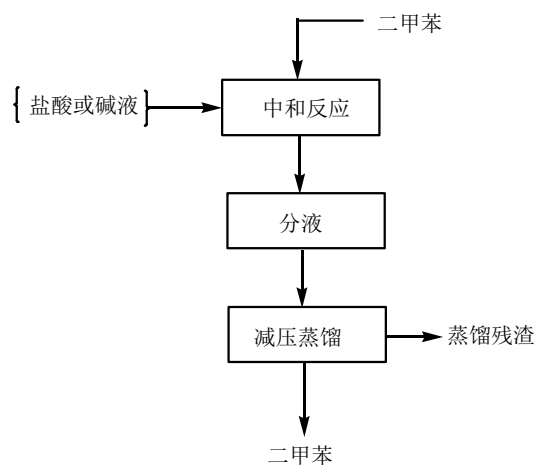 二甲苯
{盐酸或碱液}
中和反应
分液
减压蒸馏
蒸馏残渣
二甲苯